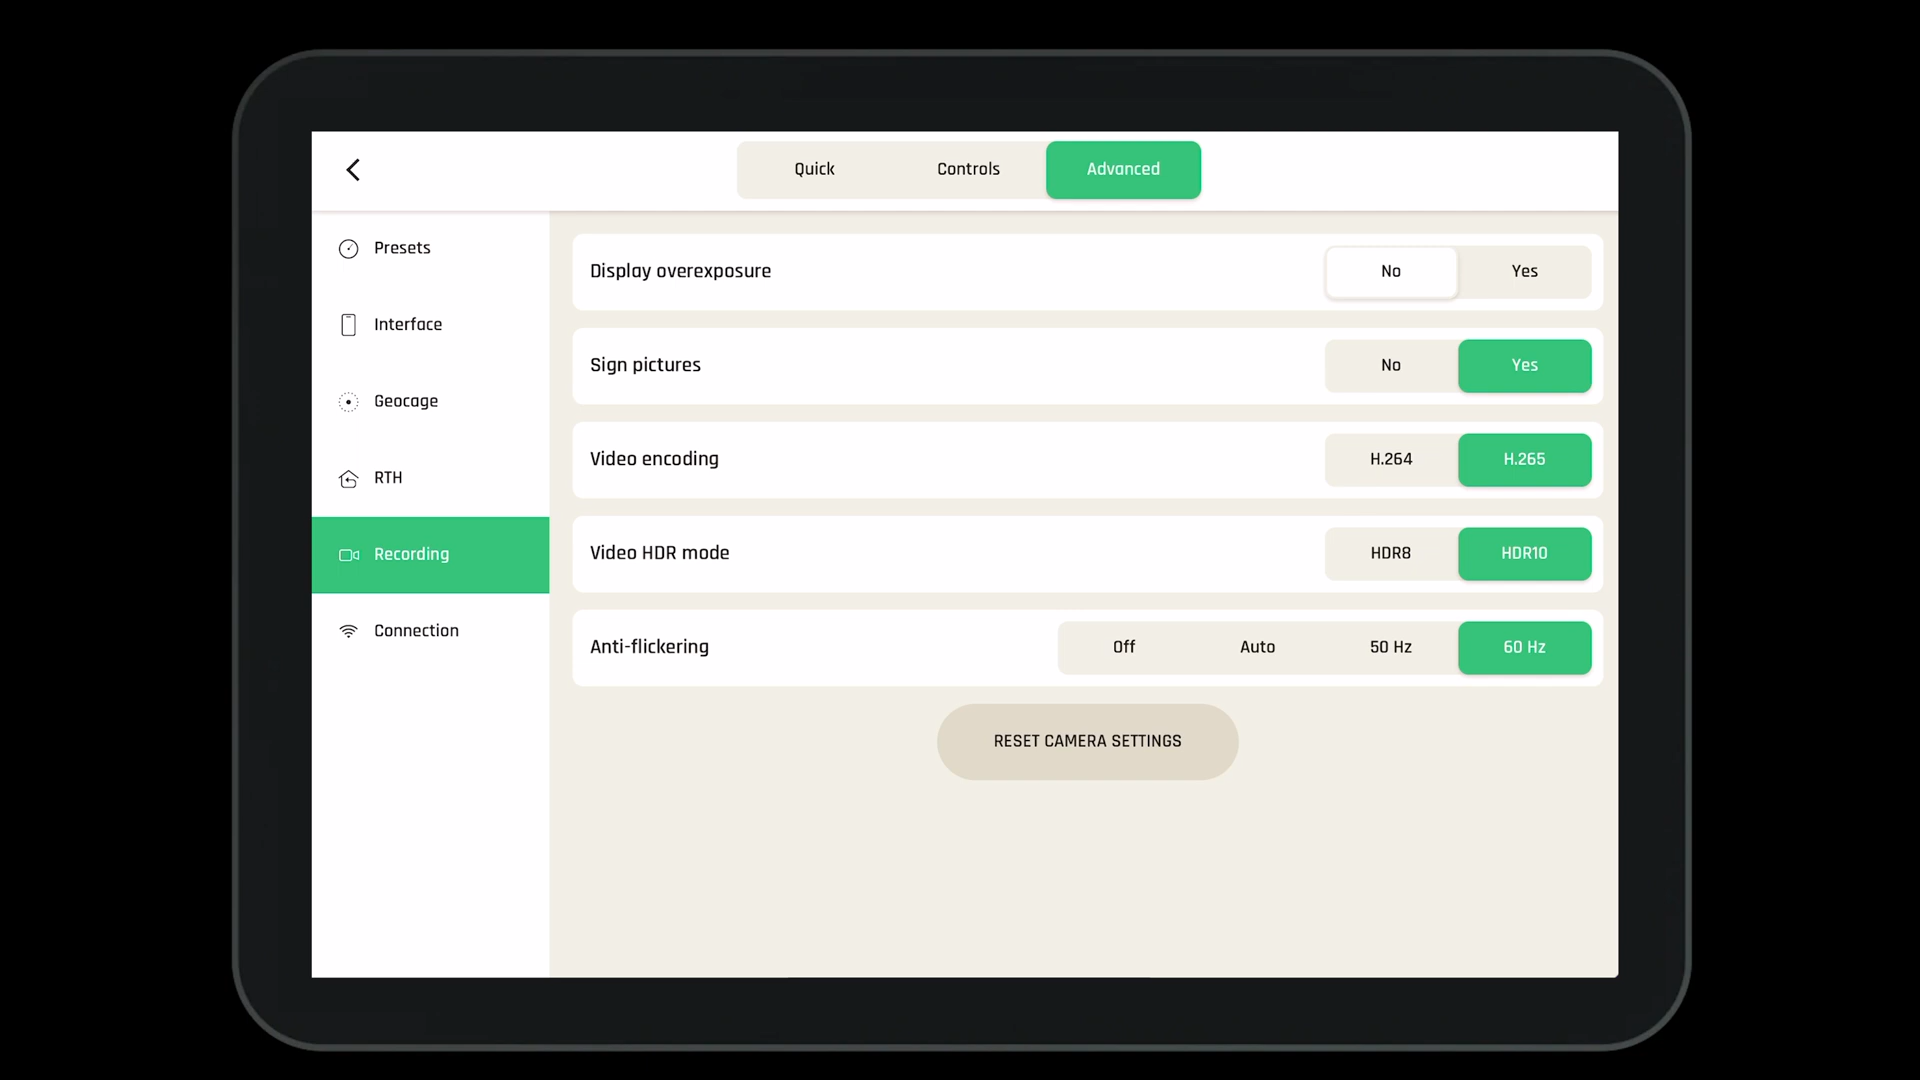 Quick Controls Advanced
Presets
Interface
Geocage
RTH
Recording
Connection
Display overexposure No Yes
Sign pictures No Yes
Video encoding H.264 H.265
Video HDR mode HDR8 HDR10
Anti-flickering Off Auto 50 Hz 60 Hz
RESET CAMERA SETTINGS